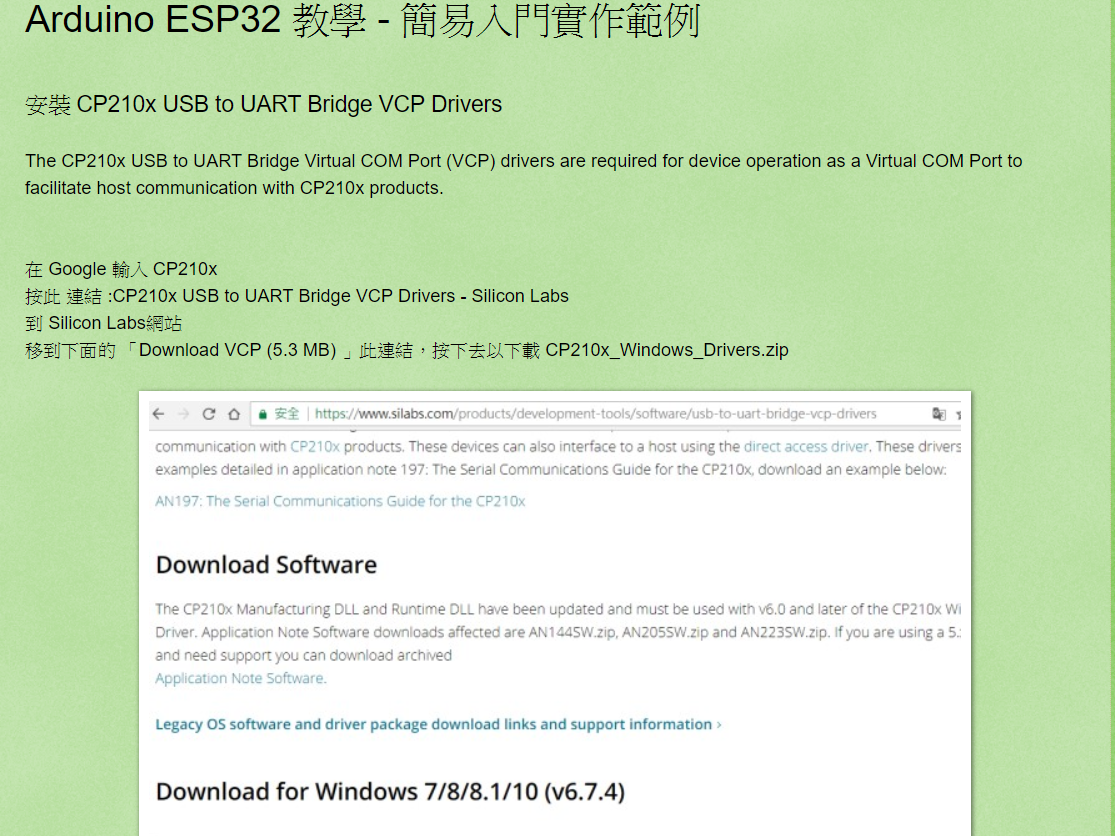 Arduino ESP32 教學 - 簡易入門實作範例
安裝 CP210x USB to UART Bridge VCP Drivers
The CP210x USB to UART Bridge Virtual COM Port (VCP) drivers are required for device operation as a Virtual COM Port to
facilitate host communication with CP210x products.
在 Google 輸入 CP210x
按此 連結 :CP210x USB to UART Bridge VCP Drivers - Silicon Labs
到 Silicon Labs網站
移到下面的 「Download VCP (5.3 MB) 」此連結，按下去以下載 CP210x_Windows_Drivers.zip
安全 https://www.silabs.com/products/development-tools/software/usb-to-uart-bridge-vcp-drivers
communication with CP210x products. These devices can also interface to a host using the direct access driver. These drivers
examples detailed in application note 197: The Serial Communications Guide for the CP210x, download an example below:
AN197: The Serial Communications Guide for the CP210x
Download Software
The CP210x Manufacturing DLL and Runtime DLL have been updated and must be used with v6.0 and later of the CP210x Wi
Driver. Application Note Software downloads affected are AN144SW.zip, AN205SW.zip and AN223SW.zip. If you are using a 5.
and need support you can download archived
Application Note Software.
Legacy OS software and driver package download links and support information ›
Download for Windows 7/8/8.1/10 (v6.7.4)